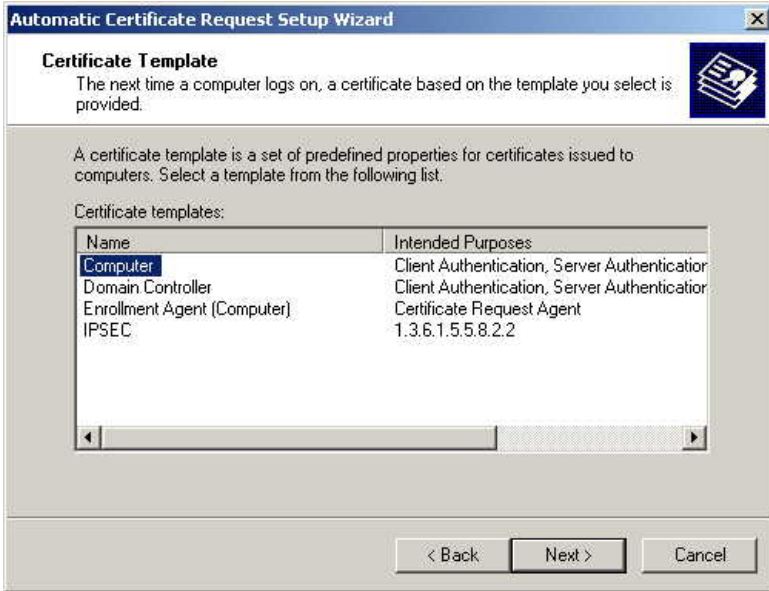 Automatic Certificate Request Setup Wizard
Certificate Template
The next time a computer logs on, a certificate based on the template you select is
provided.
A certificate template is a set of predefined properties for certificates issued to
computers. Select a template from the following list.
Certificate templates:
Name Intended Purposes
Computer Client Authentication, Server Authentication
Domain Controller Client Authentication, Server Authentication
Enrollment Agent (Computer) Certificate Request Agent
IPSEC 1.3.6.1.5.5.8.2.2
< Back Next > Cancel